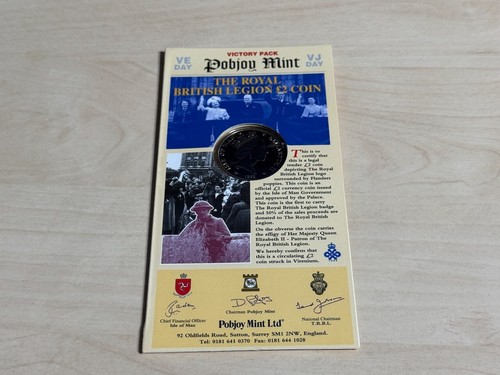 VICTORY PACK
VE DAY
Pobjoy Mint
VJ DAY
THE ROYAL
BRITISH LEGION £2 COIN
This is to
certify that
this is a legal
tender £2 coin
depicting The Royal
British Legion logo
surrounded by Flanders
poppies. This coin is an
official £2 currency coin issued
by the Isle of Man Government
and approved by the Palace.
This coin is the first to carry
The Royal British Legion badge
and 50% of the sales proceeds are
donated to The Royal British
Legion.
On the obverse the coin carries
the effigy of Her Majesty Queen
Elizabeth II - Patron of The
Royal British Legion.
We hereby confirm that
this is a circulating £2
coin struck in Virenium.
Chief Financial Officer
Isle of Man
Chairman Pobjoy Mint
National Chairman
T.R.B.L.
Pobjoy Mint Ltd
92 Oldfields Road, Sutton, Surrey SM1 2NW, England.
Tel: 0181 641 0370 Fax: 0181 644 1028